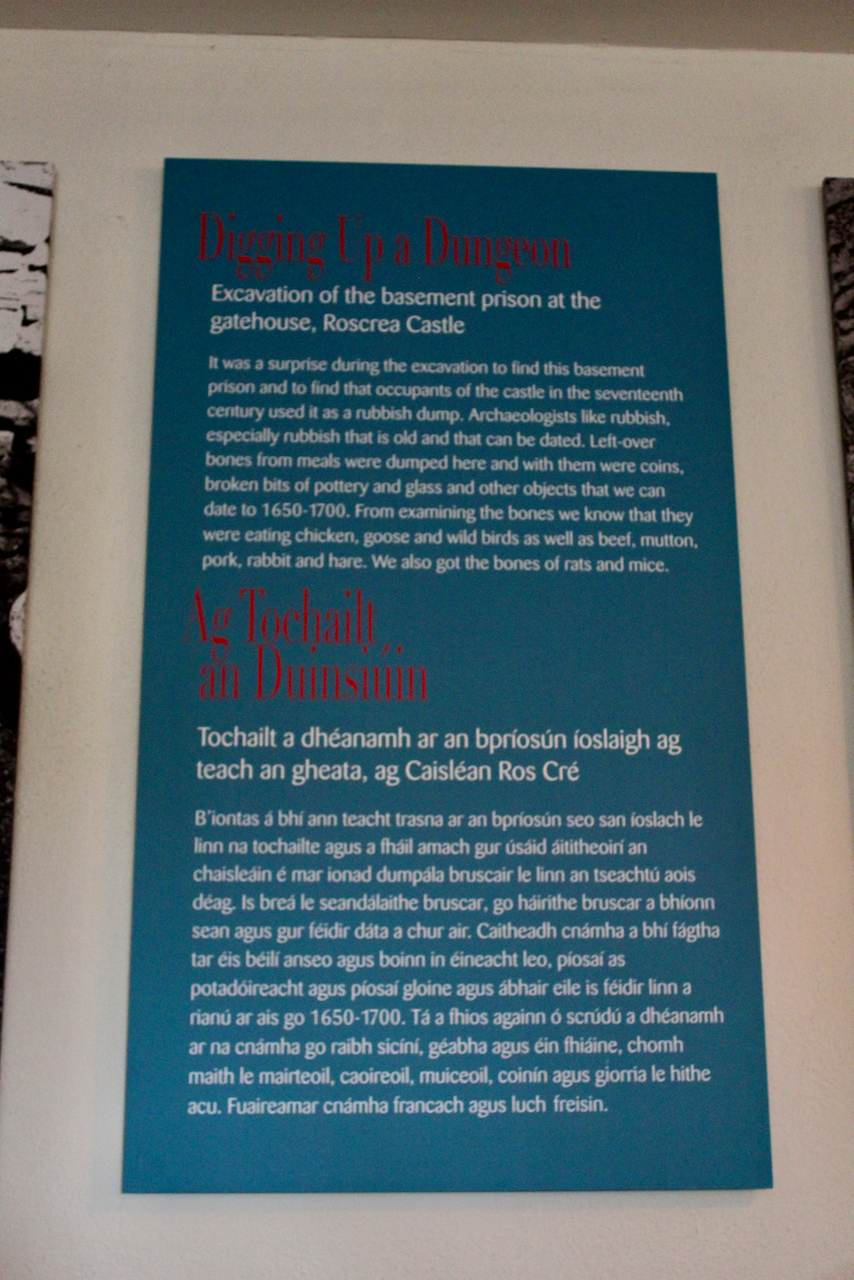 Digging Up a Dungeon
Excavation of the basement prison at the
gatehouse, Roscrea Castle
It was a surprise during the excavation to find this basement
prison and to find that occupants of the castle in the seventeenth
century used it as a rubbish dump. Archaeologists like rubbish,
especially rubbish that is old and that can be dated. Left-over
bones from meals were dumped here and with them were coins,
broken bits of pottery and glass and other objects that we can
date to 1650-1700. From examining the bones we know that they
were eating chicken, goose and wild birds as well as beef, mutton,
pork, rabbit and hare. We also got the bones of rats and mice.
Ag Tochailt
an Duinsiúin
Tochailt a dhéanamh ar an bpríosún íoslaigh ag
teach an gheata, ag Caisleán Ros Cré
B'iontas á bhí ann teacht trasna ar an bpríosún seo san íoslach le
linn na tochailte agus a fháil amach gur úsáid áititheoirí an
chaisleáin é mar ionad dumpála bruscair le linn an tseachtú aois
déag. Is breá le seandálaithe bruscar, go háirithe bruscar a bhíonn
sean agus gur féidir dáta a chur air. Caitheadh cnámha a bhí fágtha
tar éis béilí anseo agus boinn in éineacht leo, píosaí as
potadóireacht agus píosaí gloine agus ábhair eile is féidir linn a
rianú ar ais go 1650-1700. Tá a fhios againn ó scrúdú a dhéanamh
ar na cnámha go raibh sicíní, géabha agus éin fhiáine, chomh
maith le mairteoil, caoireoil, muiceoil, coinín agus giorria le hithe
acu. Fuaireamar cnámha francach agus luch freisin.